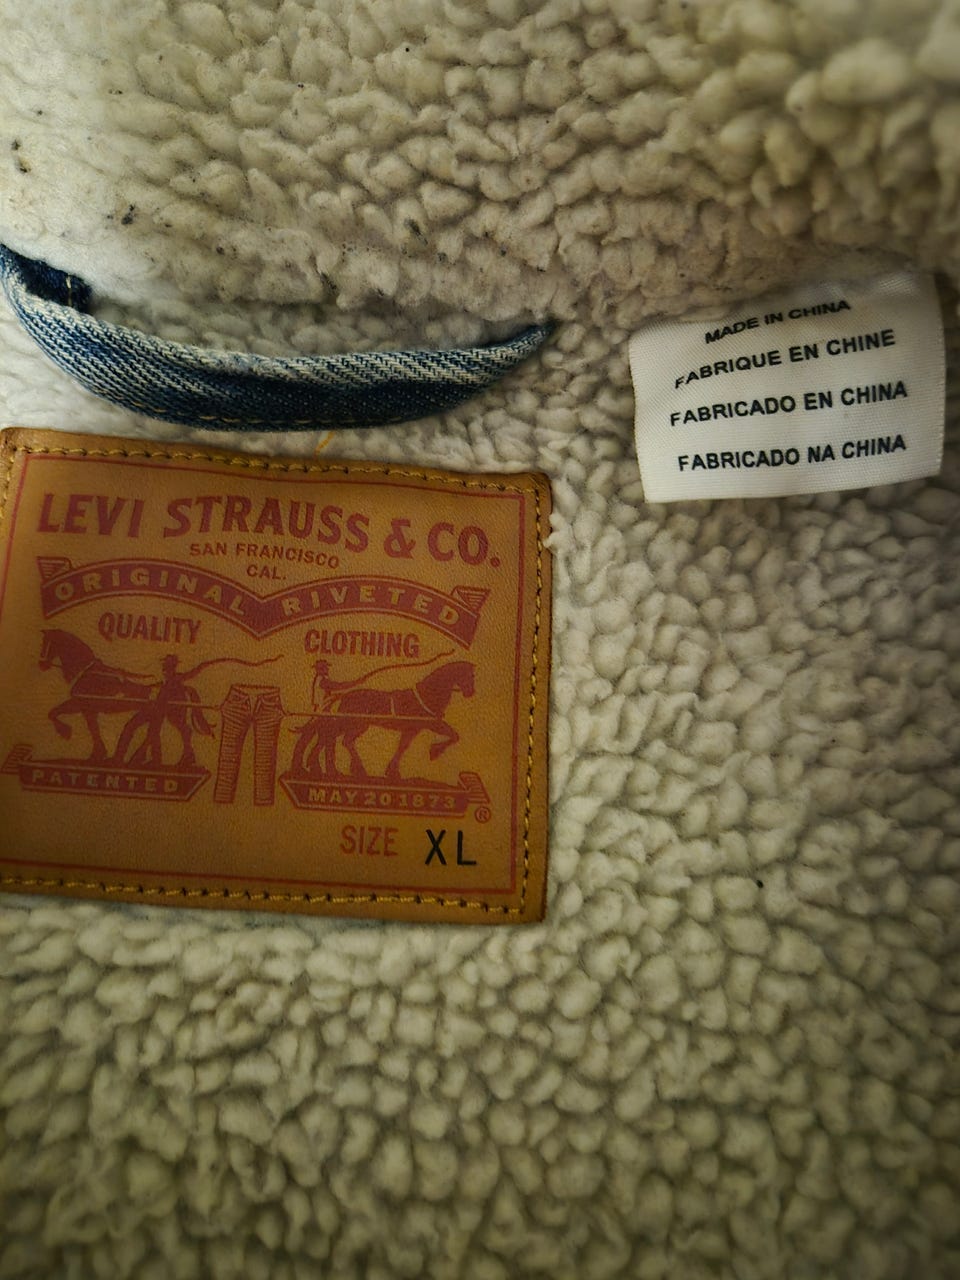 LEVI STRAUSS & CO.
SAN FRANCISCO
CAL.
ORIGINAL RIVETED
QUALITY CLOTHING
PATENTED MAY 20 1873
®
SIZE XL
MADE IN CHINA
FABRIQUE EN CHINE
FABRICADO EN CHINA
FABRICADO NA CHINA